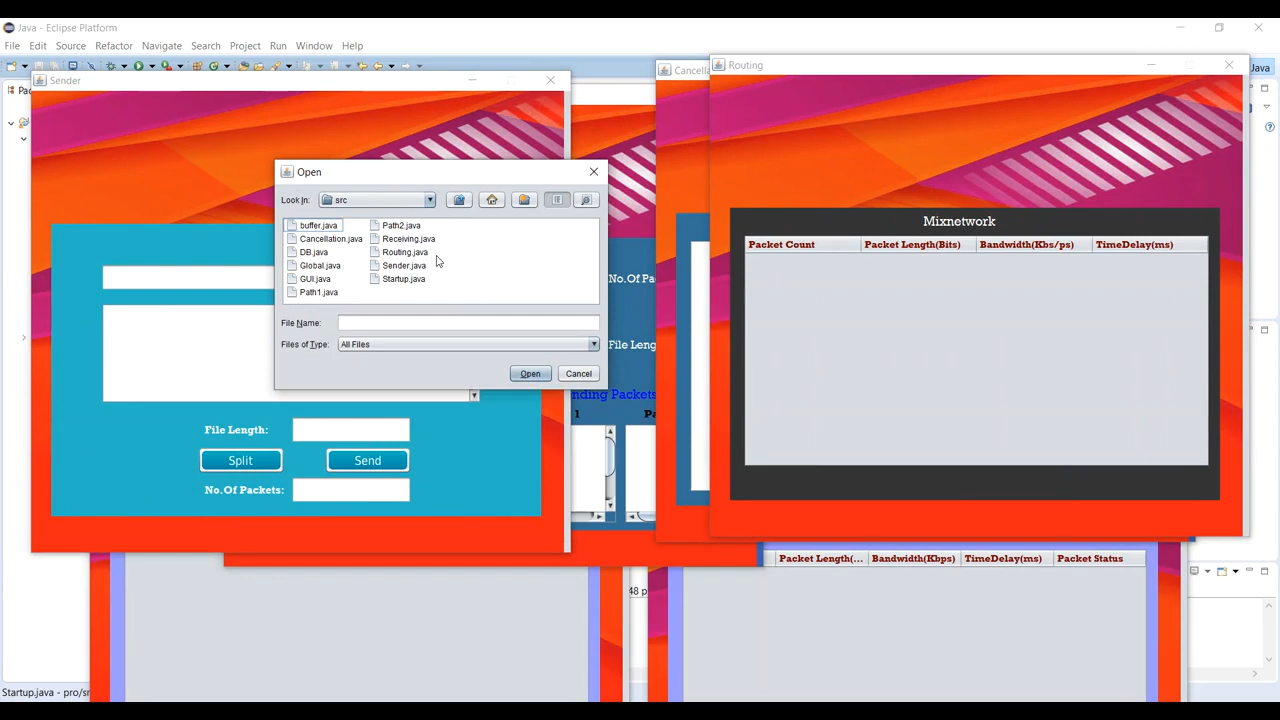 Java - Eclipse Platform
File Edit Source Refactor Navigate Search Project Run Window Help
Java
Sender
File Length:
Split Send
No.Of Packets:
Open
Look In: src
buffer.java
Cancellation.java
DB.java
Global.java
GUI.java
Path1.java
Path2.java
Receiving.java
Routing.java
Sender.java
Startup.java
File Name:
Files of Type: All Files
Open Cancel
No.Of Pa
File Leng
nding Packets
1 Pa
Cancella
Routing
Mixnetwork
Packet Count Packet Length(Bits) Bandwidth(Kbs/ps) TimeDelay(ms)
Packet Length(... Bandwidth(Kbps) TimeDelay(ms) Packet Status
48 p
Startup.java - pro/sr